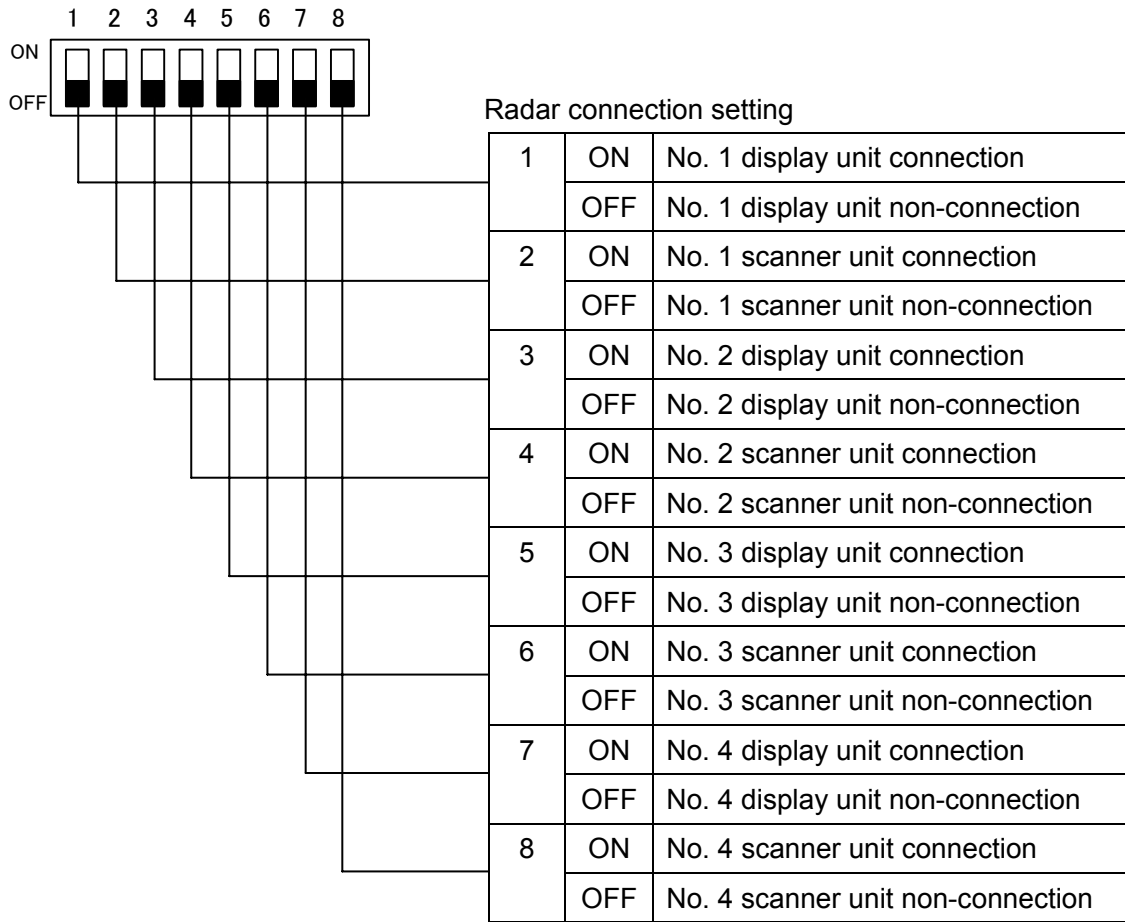 1 2 3 4 5 6 7 8
ON
OFF
Radar connection setting
1 ON No. 1 display unit connection
OFF No. 1 display unit non-connection
2 ON No. 1 scanner unit connection
OFF No. 1 scanner unit non-connection
3 ON No. 2 display unit connection
OFF No. 2 display unit non-connection
4 ON No. 2 scanner unit connection
OFF No. 2 scanner unit non-connection
5 ON No. 3 display unit connection
OFF No. 3 display unit non-connection
6 ON No. 3 scanner unit connection
OFF No. 3 scanner unit non-connection
7 ON No. 4 display unit connection
OFF No. 4 display unit non-connection
8 ON No. 4 scanner unit connection
OFF No. 4 scanner unit non-connection